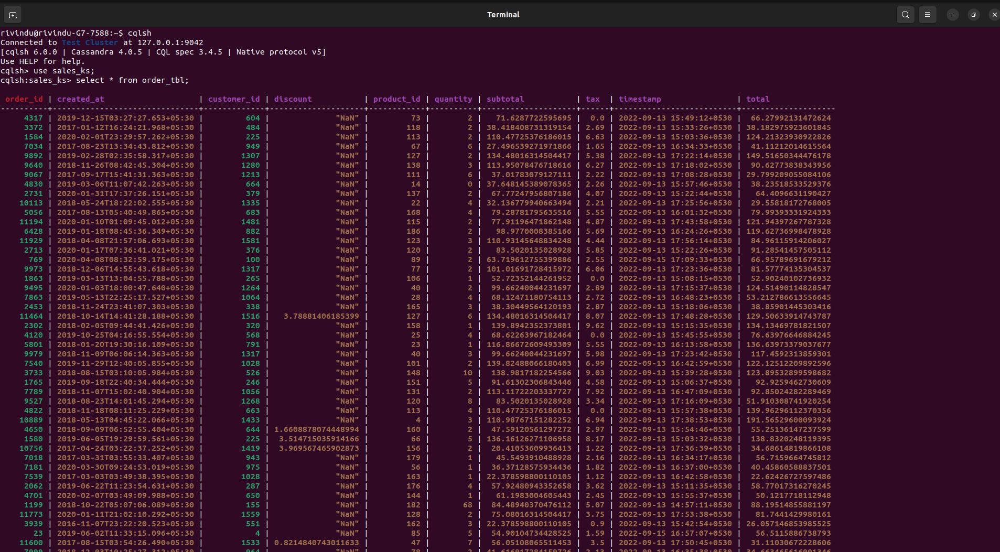 Terminal
rivindu@rivindu-G7-7588:~$ cqlsh
Connected to Test Cluster at 127.0.0.1:9042
[cqlsh 6.0.0 | Cassandra 4.0.5 | CQL spec 3.4.5 | Native protocol v5]
Use HELP for help.
cqlsh> use sales_ks;
cqlsh:sales_ks> select * from order_tbl;
order_id | created_at | customer_id | discount | product_id | quantity | subtotal | tax | timestamp | total
4317 | 2019-12-15T03:27:27.653+05:30 | 604 | "NaN" | 73 | 2 | 71.6287722595695 | 0.0 | 2022-09-13 15:49:12+0530 | 66.27992131472624
3372 | 2017-01-12T16:24:21.968+05:30 | 484 | "NaN" | 118 | 2 | 38.418408731319154 | 2.69 | 2022-09-13 15:33:26+0530 | 38.182975923601845
1584 | 2020-02-01T23:29:57.262+05:30 | 225 | "NaN" | 113 | 2 | 110.47725376186015 | 6.63 | 2022-09-13 15:03:36+0530 | 124.21323930922826
7034 | 2017-08-23T13:34:43.812+05:30 | 949 | "NaN" | 67 | 6 | 27.496539271971866 | 1.65 | 2022-09-13 16:34:33+0530 | 41.11212014615564
9892 | 2019-02-28T02:35:58.317+05:30 | 1307 | "NaN" | 127 | 2 | 134.48016314504417 | 5.38 | 2022-09-13 17:22:14+0530 | 149.51650344476178
9640 | 2018-11-26T08:42:45.304+05:30 | 1280 | "NaN" | 138 | 3 | 113.95078476718616 | 6.27 | 2022-09-13 17:18:02+0530 | 90.62773838343956
9067 | 2017-09-17T15:41:31.363+05:30 | 1213 | "NaN" | 111 | 6 | 37.01783079127111 | 2.22 | 2022-09-13 17:08:28+0530 | 29.799209055084106
4830 | 2019-03-06T11:07:42.263+05:30 | 664 | "NaN" | 14 | 0 | 37.648145389078365 | 2.26 | 2022-09-13 15:57:46+0530 | 38.23518533529376
2731 | 2020-01-31T17:37:26.151+05:30 | 379 | "NaN" | 137 | 2 | 67.77247956807186 | 4.07 | 2022-09-13 15:22:44+0530 | 64.4096631190427
10113 | 2018-05-24T18:22:02.555+05:30 | 1335 | "NaN" | 22 | 4 | 32.136779940663494 | 2.21 | 2022-09-13 17:25:56+0530 | 29.55818172768005
5056 | 2017-08-13T05:40:49.865+05:30 | 683 | "NaN" | 168 | 4 | 79.28781795635516 | 5.55 | 2022-09-13 16:01:32+0530 | 79.99393331924333
11194 | 2020-01-10T01:09:45.012+05:30 | 1481 | "NaN" | 115 | 2 | 77.91196471862148 | 4.87 | 2022-09-13 17:43:58+0530 | 121.94397267787328
6428 | 2019-01-18T08:45:36.349+05:30 | 882 | "NaN" | 186 | 2 | 98.9770008385166 | 5.69 | 2022-09-13 16:24:26+0530 | 119.62736998478928
11929 | 2018-04-08T21:57:06.693+05:30 | 1581 | "NaN" | 123 | 3 | 110.93145648834248 | 4.44 | 2022-09-13 17:56:14+0530 | 84.96115914206027
2713 | 2020-01-17T07:36:41.021+05:30 | 376 | "NaN" | 120 | 2 | 83.5020135028928 | 5.85 | 2022-09-13 15:22:26+0530 | 91.28541457505112
769 | 2020-04-08T08:32:59.175+05:30 | 100 | "NaN" | 89 | 2 | 63.719612755399886 | 2.55 | 2022-09-15 17:09:33+0530 | 66.95789691679212
9973 | 2018-12-06T14:55:43.618+05:30 | 1317 | "NaN" | 77 | 2 | 101.01691728415972 | 6.06 | 2022-09-13 17:23:36+0530 | 81.57774135304537
1863 | 2019-03-13T13:04:55.788+05:30 | 265 | "NaN" | 106 | 1 | 52.72352144261952 | 0.0 | 2022-09-13 15:08:15+0530 | 52.90240102736932
9495 | 2020-01-03T18:00:47.640+05:30 | 1264 | "NaN" | 40 | 2 | 99.66240044231697 | 2.89 | 2022-09-13 17:15:37+0530 | 124.51490114828547
7863 | 2019-05-13T22:25:17.527+05:30 | 1064 | "NaN" | 28 | 4 | 68.12471180754113 | 2.72 | 2022-09-13 16:48:23+0530 | 53.212786613556645
2453 | 2018-11-24T23:41:07.303+05:30 | 338 | "NaN" | 165 | 3 | 38.30449564120193 | 2.87 | 2022-09-13 15:18:06+0530 | 38.85901445303416
11464 | 2018-10-14T14:41:28.188+05:30 | 1516 | 3.78881406185399 | 127 | 6 | 134.48016314504417 | 8.07 | 2022-09-13 17:48:28+0530 | 129.50633914743787
2302 | 2018-02-05T09:44:41.426+05:30 | 320 | "NaN" | 158 | 1 | 139.8942352373801 | 9.62 | 2022-09-13 15:15:35+0530 | 134.13469781821507
4120 | 2019-10-25T04:16:55.554+05:30 | 568 | "NaN" | 25 | 4 | 68.62263967182464 | 0.0 | 2022-09-13 15:45:55+0530 | 76.63976646884245
5801 | 2018-01-20T19:30:16.109+05:30 | 791 | "NaN" | 23 | 1 | 116.86672609493309 | 5.55 | 2022-09-13 16:13:58+0530 | 136.63973379037677
9979 | 2018-11-09T06:06:14.363+05:30 | 1317 | "NaN" | 40 | 3 | 99.66240044231697 | 5.98 | 2022-09-13 17:23:42+0530 | 117.4592313859301
7540 | 2019-11-29T12:40:05.855+05:30 | 1028 | "NaN" | 101 | 2 | 139.82488066180403 | 6.99 | 2022-09-13 16:42:59+0530 | 122.12512209892596
3733 | 2018-08-15T03:10:05.984+05:30 | 526 | "NaN" | 148 | 10 | 138.9817182254566 | 9.03 | 2022-09-13 15:39:28+0530 | 123.89532899598682
1765 | 2019-09-18T22:40:34.444+05:30 | 246 | "NaN" | 151 | 5 | 91.61302306843446 | 4.58 | 2022-09-13 15:06:37+0530 | 92.9259462730609
7789 | 2018-11-07T15:02:40.904+05:30 | 1056 | "NaN" | 131 | 2 | 113.11722203337727 | 7.92 | 2022-09-13 16:47:09+0530 | 92.85024282289469
9527 | 2018-08-23T14:01:45.294+05:30 | 1268 | "NaN" | 120 | 8 | 83.5020135028928 | 3.34 | 2022-09-13 17:16:09+0530 | 51.910308741920254
4822 | 2018-11-18T08:11:25.229+05:30 | 663 | "NaN" | 113 | 4 | 110.47725376186015 | 0.0 | 2022-09-13 15:57:38+0530 | 139.96296112370356
10889 | 2018-05-13T04:45:22.066+05:30 | 1433 | "NaN" | 4 | 3 | 110.98767151282252 | 6.94 | 2022-09-13 17:38:53+0530 | 191.56529600093924
4650 | 2018-09-09T06:52:55.404+05:30 | 644 | 1.6608878074448994 | 160 | 2 | 47.59120561297272 | 2.97 | 2022-09-13 15:54:46+0530 | 55.25136147237599
1580 | 2019-06-05T19:29:59.561+05:30 | 225 | 3.514715035914166 | 66 | 5 | 136.16126271106958 | 8.17 | 2022-09-13 15:03:32+0530 | 138.8320248119395
10756 | 2017-04-24T03:22:37.252+05:30 | 1419 | 3.969567465902873 | 156 | 2 | 20.41053609936413 | 1.22 | 2022-09-13 17:36:39+0530 | 34.68614819866108
7018 | 2017-03-31T03:55:33.407+05:30 | 943 | "NaN" | 179 | 1 | 45.5493910488928 | 2.16 | 2022-09-13 16:34:17+0530 | 56.7159664745812
7181 | 2020-03-30T09:24:53.019+05:30 | 975 | "NaN" | 56 | 1 | 36.37128575934436 | 1.82 | 2022-09-13 16:37:00+0530 | 40.45860588837501
7539 | 2017-03-03T03:49:38.395+05:30 | 1028 | "NaN" | 163 | 1 | 22.378598800110105 | 1.12 | 2022-09-13 16:42:58+0530 | 22.62426727597486
2062 | 2019-06-22T11:23:54.631+05:30 | 287 | "NaN" | 176 | 4 | 57.92480943352658 | 3.62 | 2022-09-13 15:11:35+0530 | 58.77017316270245
4701 | 2020-02-07T03:49:09.988+05:30 | 650 | "NaN" | 144 | 1 | 61.1983004605443 | 2.45 | 2022-09-13 15:55:37+0530 | 50.1217718112948
1199 | 2018-10-22T05:07:06.089+05:30 | 155 | "NaN" | 182 | 68 | 84.48940370476112 | 5.07 | 2022-09-13 14:57:11+0530 | 88.19514855881197
11773 | 2020-01-11T21:02:10.292+05:30 | 1559 | "NaN" | 128 | 2 | 75.08016314504417 | 3.75 | 2022-09-13 17:53:38+0530 | 81.7441429980161
3939 | 2016-11-07T23:22:20.523+05:30 | 551 | "NaN" | 162 | 3 | 22.378598800110105 | 0.9 | 2022-09-13 15:42:54+0530 | 26.057146853985525
23 | 2019-06-02T11:33:15.096+05:30 | 4 | "NaN" | 85 | 5 | 54.90104734428525 | 1.59 | 2022-09-15 16:57:07+0530 | 56.5115886738793
11600 | 2017-08-15T03:54:26.490+05:30 | 1533 | 0.8214840743011633 | 47 | 7 | 56.05108065511453 | 3.5 | 2022-09-13 17:50:45+0530 | 31.11030672228606